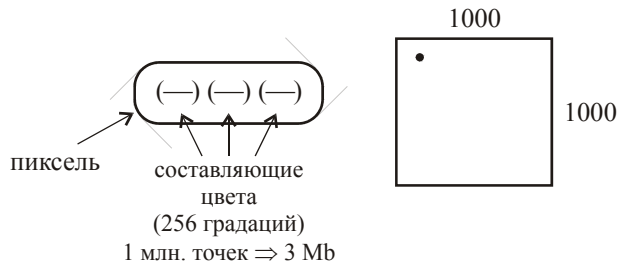 1000
(—) (—) (—)
1000
пиксель
составляющие
цвета
(256 градаций)
1 млн. точек ⇒ 3 Mb